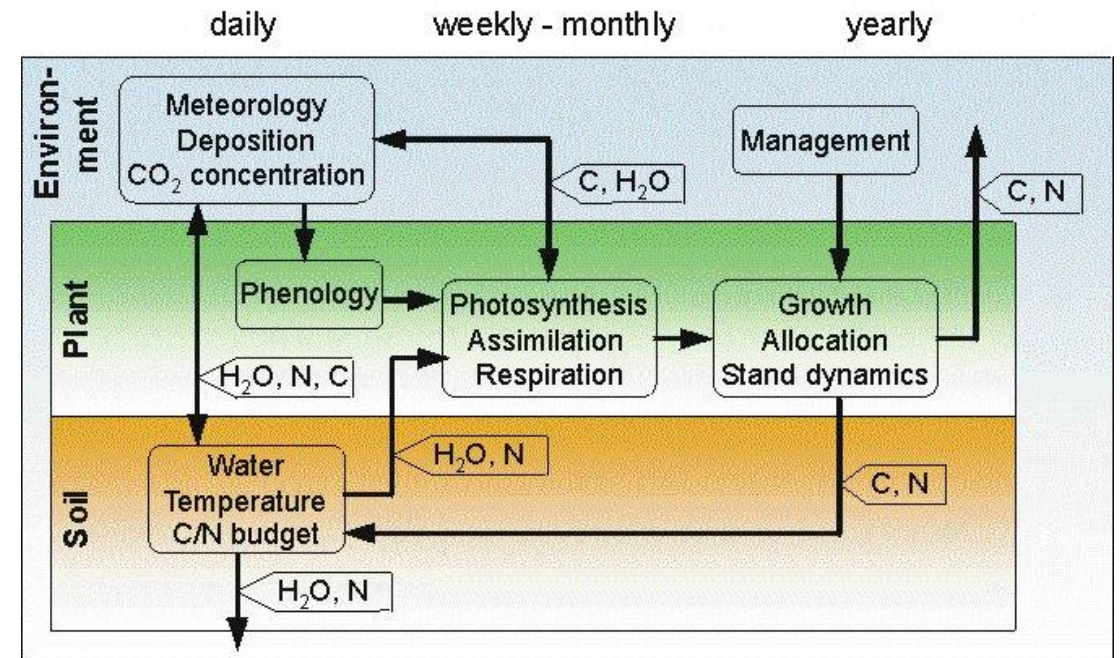 daily
weekly - monthly
yearly
Environ-
ment
Meteorology
Deposition
CO₂ concentration
Management
C, H₂O
C, N
Plant
Phenology
Photosynthesis
Assimilation
Respiration
Growth
Allocation
Stand dynamics
H₂O, N, C
Soil
Water
Temperature
C/N budget
H₂O, N
C, N
H₂O, N